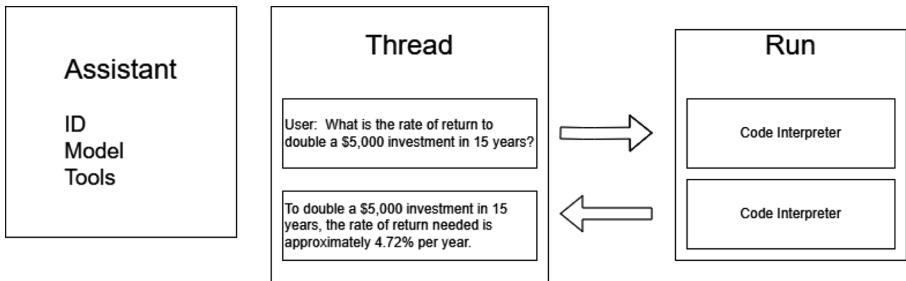 Assistant
ID
Model
Tools
Thread
User: What is the rate of return to
double a $5,000 investment in 15 years?
To double a $5,000 investment in 15
years, the rate of return needed is
approximately 4.72% per year.
Run
Code Interpreter
Code Interpreter